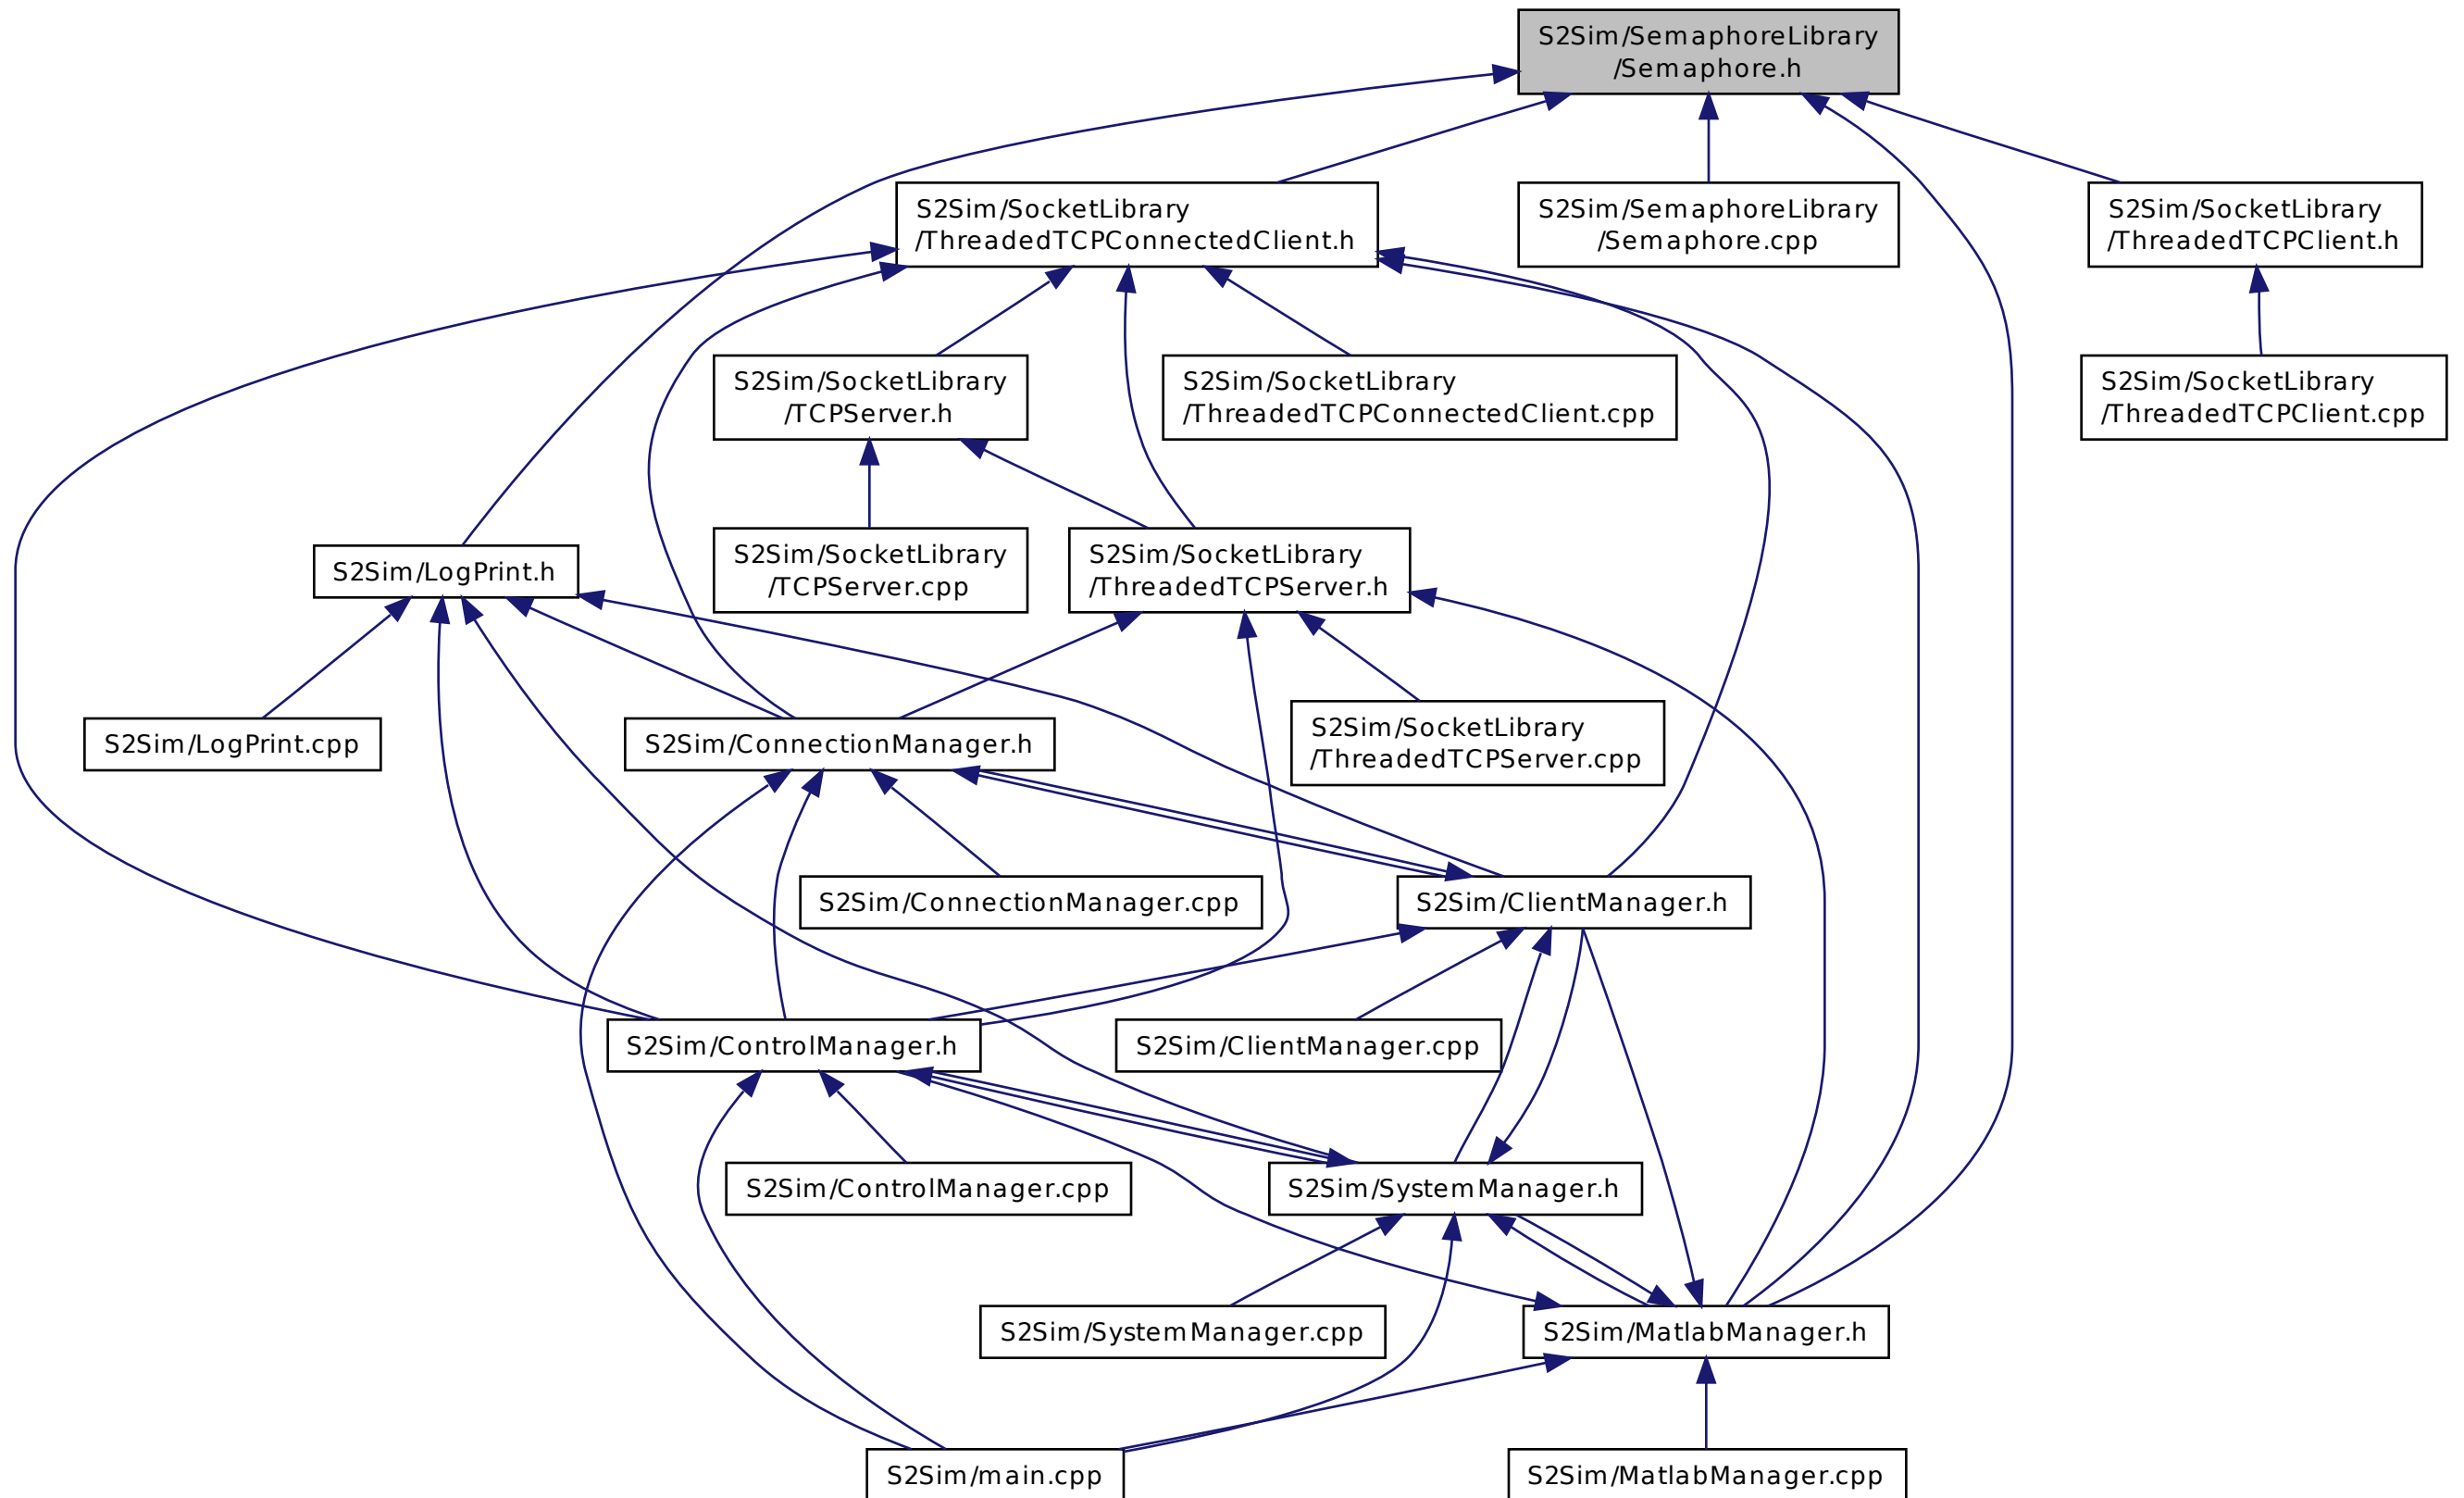 S2Sim/SemaphoreLibrary
/Semaphore.h
S2Sim/SocketLibrary
/ThreadedTCPConnectedClient.h
S2Sim/SemaphoreLibrary
/Semaphore.cpp
S2Sim/SocketLibrary
/ThreadedTCPClient.h
S2Sim/SocketLibrary
/TCPServer.h
S2Sim/SocketLibrary
/ThreadedTCPConnectedClient.cpp
S2Sim/SocketLibrary
/ThreadedTCPClient.cpp
S2Sim/LogPrint.h
S2Sim/SocketLibrary
/TCPServer.cpp
S2Sim/SocketLibrary
/ThreadedTCPServer.h
S2Sim/LogPrint.cpp
S2Sim/ConnectionManager.h
S2Sim/SocketLibrary
/ThreadedTCPServer.cpp
S2Sim/ConnectionManager.cpp
S2Sim/ClientManager.h
S2Sim/ControlManager.h
S2Sim/ClientManager.cpp
S2Sim/ControlManager.cpp
S2Sim/SystemManager.h
S2Sim/SystemManager.cpp
S2Sim/MatlabManager.h
S2Sim/main.cpp
S2Sim/MatlabManager.cpp